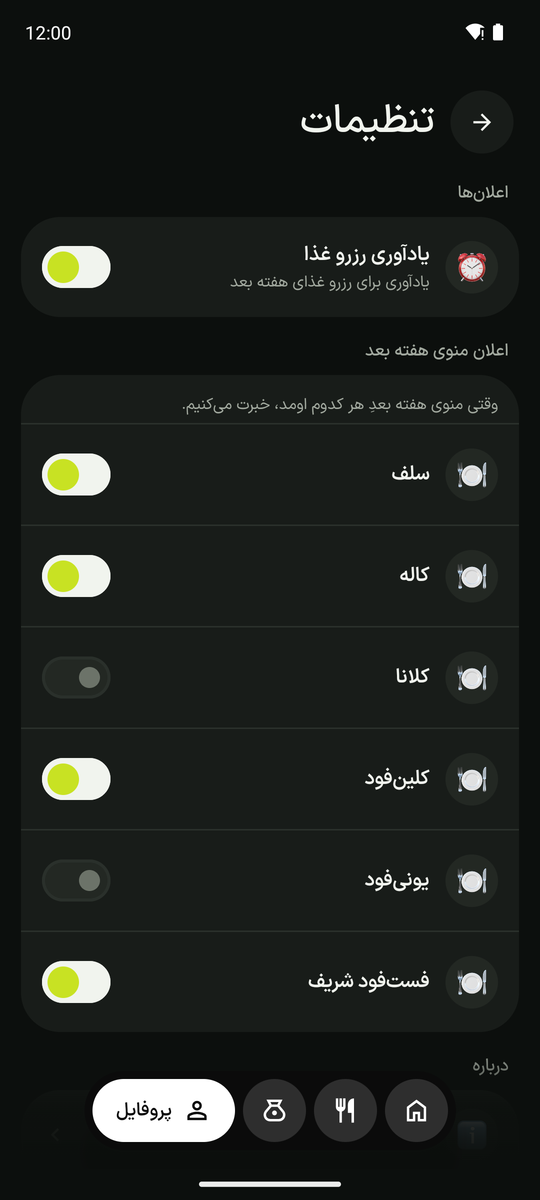 12:00
تنظیمات
اعلان‌ها
یادآوری رزرو غذا
یادآوری برای رزرو غذای هفته بعد
اعلان منوی هفته بعد
وقتی منوی هفته بعدِ هر کدوم اومد، خبرت می‌کنیم.
سلف
کاله
کلانا
کلین‌فود
یونی‌فود
فست‌فود شریف
درباره
پروفایل